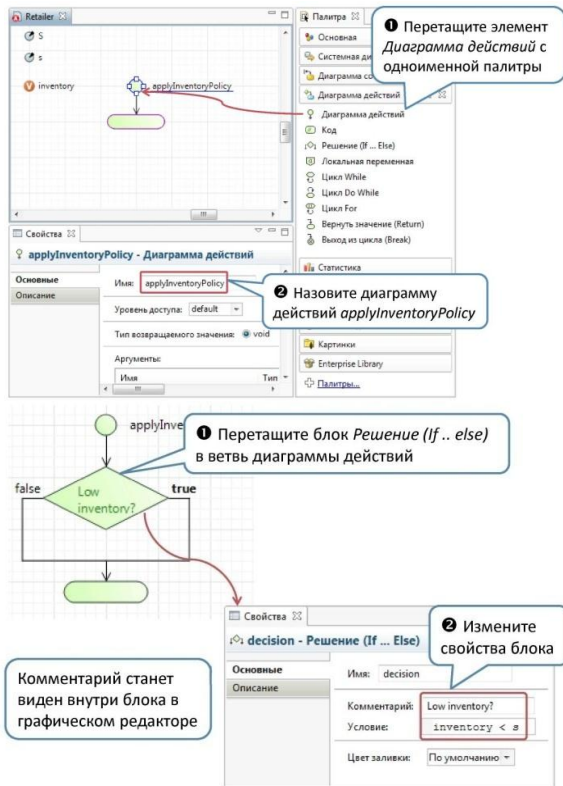 Retailer
S
s
inventory
applyInventoryPolicy
Палитра
Основная
Системная ди
Диаграмма со
Диаграмма действий
Диаграмма действий
Код
Решение (If ... Else)
Локальная переменная
Цикл While
Цикл Do While
Цикл For
Вернуть значение (Return)
Выход из цикла (Break)
Статистика
Картинки
Enterprise Library
Палитры...
❶ Перетащите элемент
Диаграмма действий с
одноименной палитры
Свойства
applyInventoryPolicy - Диаграмма действий
Основные
Описание
Имя: applyInventoryPolicy
Уровень доступа: default
Тип возвращаемого значения: void
Аргументы:
Имя Тип
❷ Назовите диаграмму
действий applyInventoryPolicy
applyInve
❶ Перетащите блок Решение (If .. else)
в ветвь диаграммы действий
false
Low
inventory?
true
Свойства
decision - Решение (If ... Else)
Основные
Описание
Имя: decision
Комментарий: Low inventory?
Условие: inventory < s
Цвет заливки: По умолчанию
❷ Измените
свойства блока
Комментарий станет
виден внутри блока в
графическом редакторе